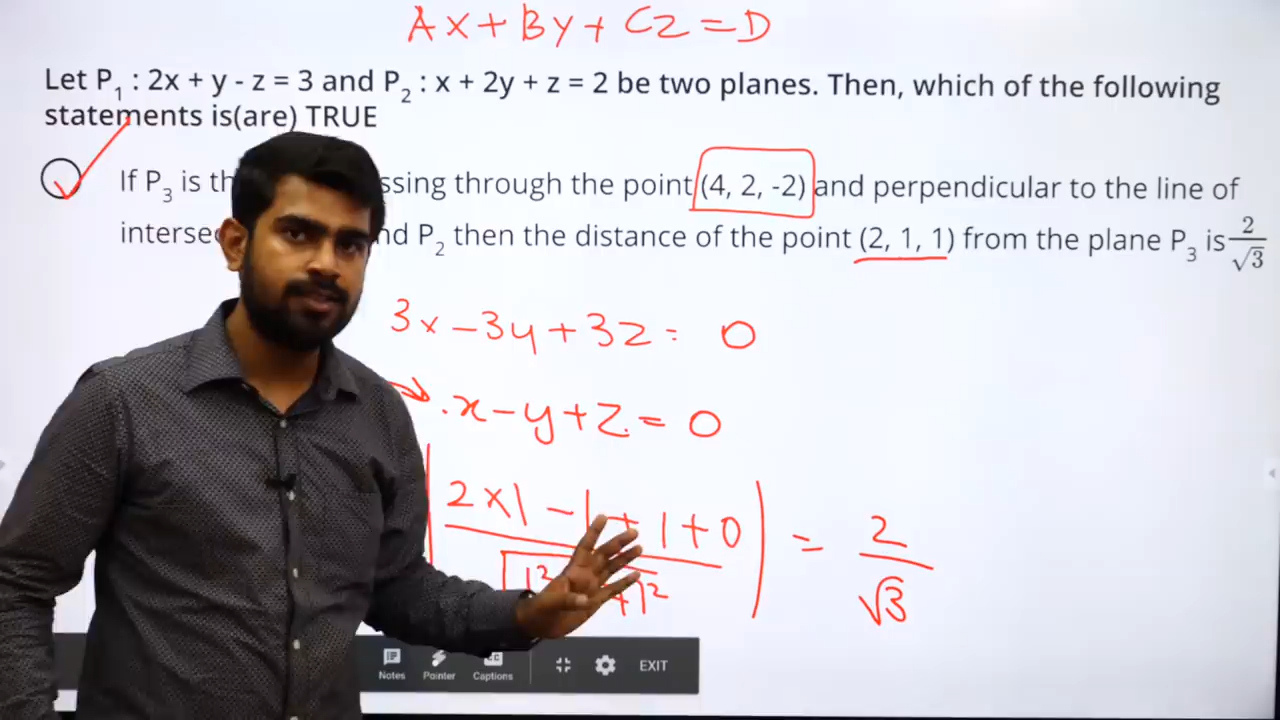 Ax + By + Cz = D
Let P₁ : 2x + y - z = 3 and P₂ : x + 2y + z = 2 be two planes. Then, which of the following
statements is(are) TRUE
If P₃ is th ssing through the point (4, 2, -2) and perpendicular to the line of
interse nd P₂ then the distance of the point (2, 1, 1) from the plane P₃ is 2/√3
3x - 3y + 3z = 0
x - y + z = 0
| 2x1 - 1 + 1 + 0 | = 2/√3
1² +1²
Notes Pointer Captions EXIT